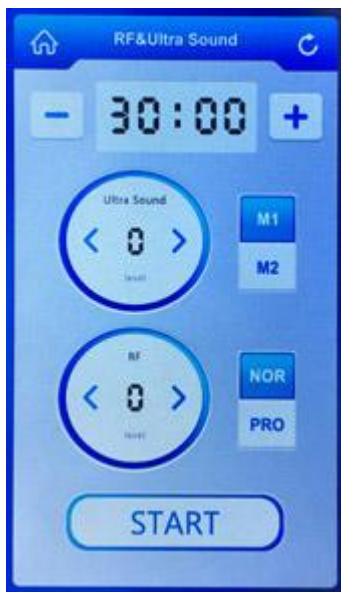 RF&Ultra Sound
− 30:00 +
Ultra Sound
< 0 >
level
M1
M2
RF
< 0 >
level
NOR
PRO
START